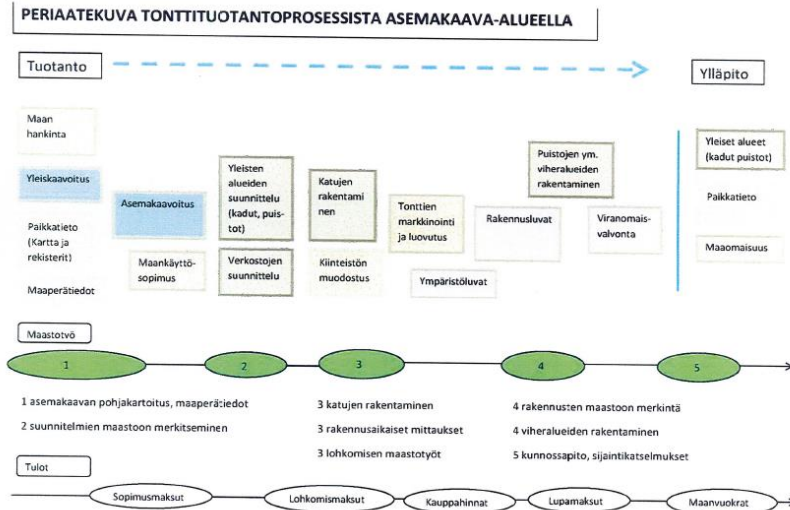 PERIAATEKUVA TONTTITUOTANTOPROSESSISTA ASEMAKAAVA-ALUEELLA
Tuotanto
Ylläpito
Maan
hankinta
Yleiskaavoitus
Paikkatieto
(Kartta ja
rekisterit)
Maaperätiedot
Asemakaavoitus
Maankäyttö-
sopimus
Yleisten
alueiden
suunnittelu
(kadut, puis-
tot)
Verkostojen
suunnittelu
Katujen
rakentami
nen
Kiinteistön
muodostus
Tonttien
markkinointi
ja luovutus
Ympäristöluvat
Rakennusluvat
Puistojen ym.
viheralueiden
rakentaminen
Viranomais-
valvonta
Yleiset alueet
(kadut puistot)
Paikkatieto
Maaomaisuus
Maastotyö
1
2
3
4
5
1 asemakaavan pohjakartoitus, maaperätiedot
2 suunnitelmien maastoon merkitseminen
3 katujen rakentaminen
3 rakennusaikaiset mittaukset
3 lohkomisen maastotyöt
4 rakennusten maastoon merkintä
4 viheralueiden rakentaminen
5 kunnossapito, sijaintikatselmukset
Tulot
Sopimusmaksut
Lohkomismaksut
Kauppahinnat
Lupamaksut
Maanvuokrat